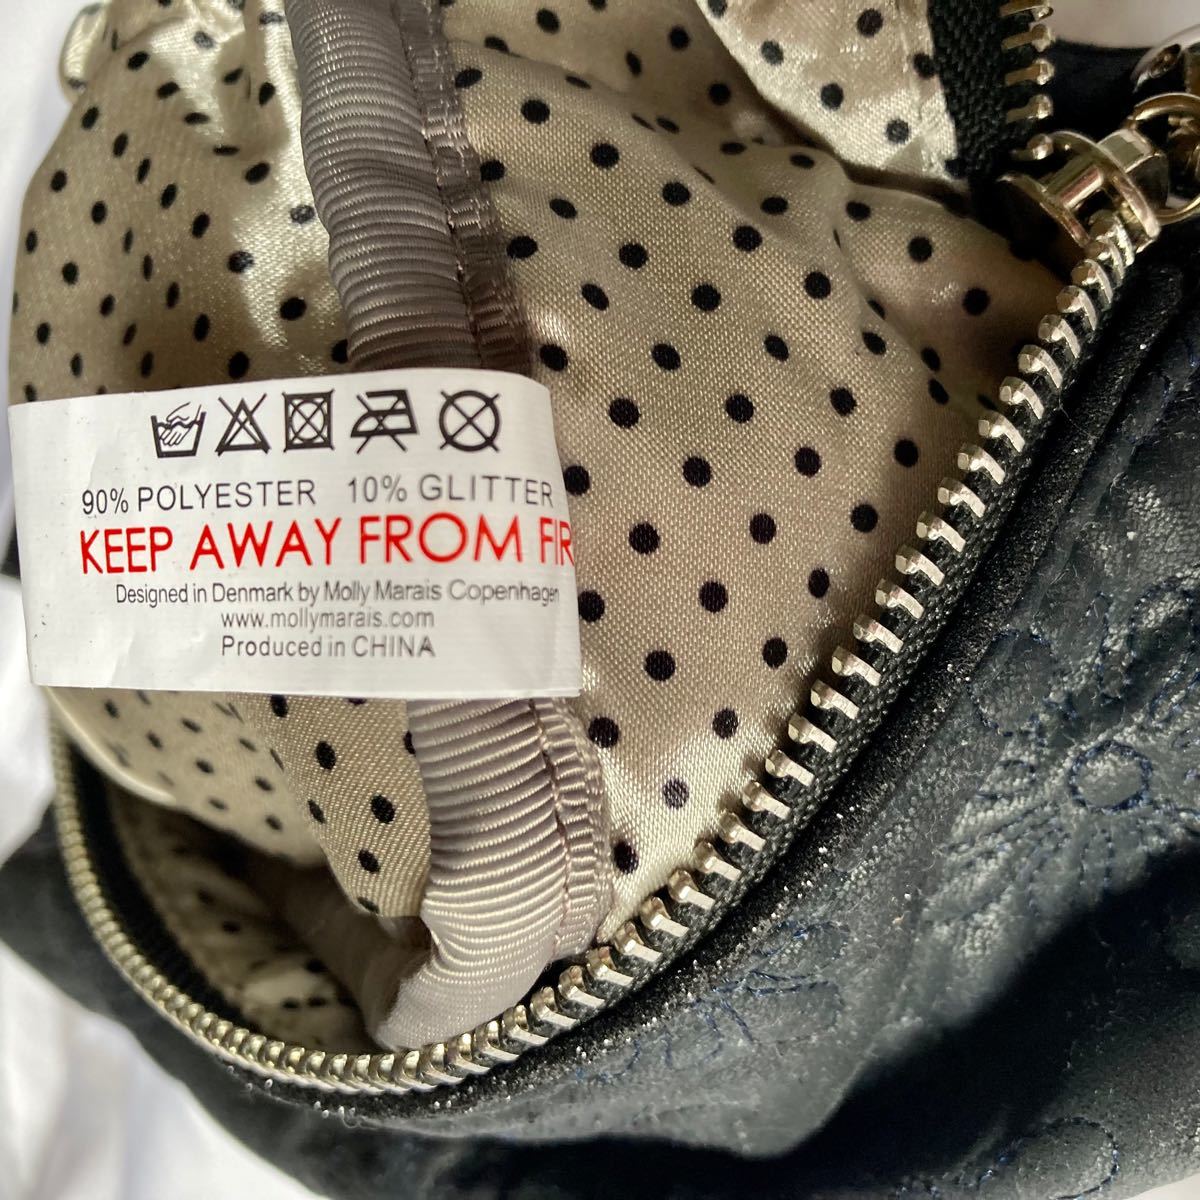 90% POLYESTER 10% GLITTER
KEEP AWAY FROM FIR
Designed in Denmark by Molly Marais Copenhagen
www.mollymarais.com
Produced in CHINA